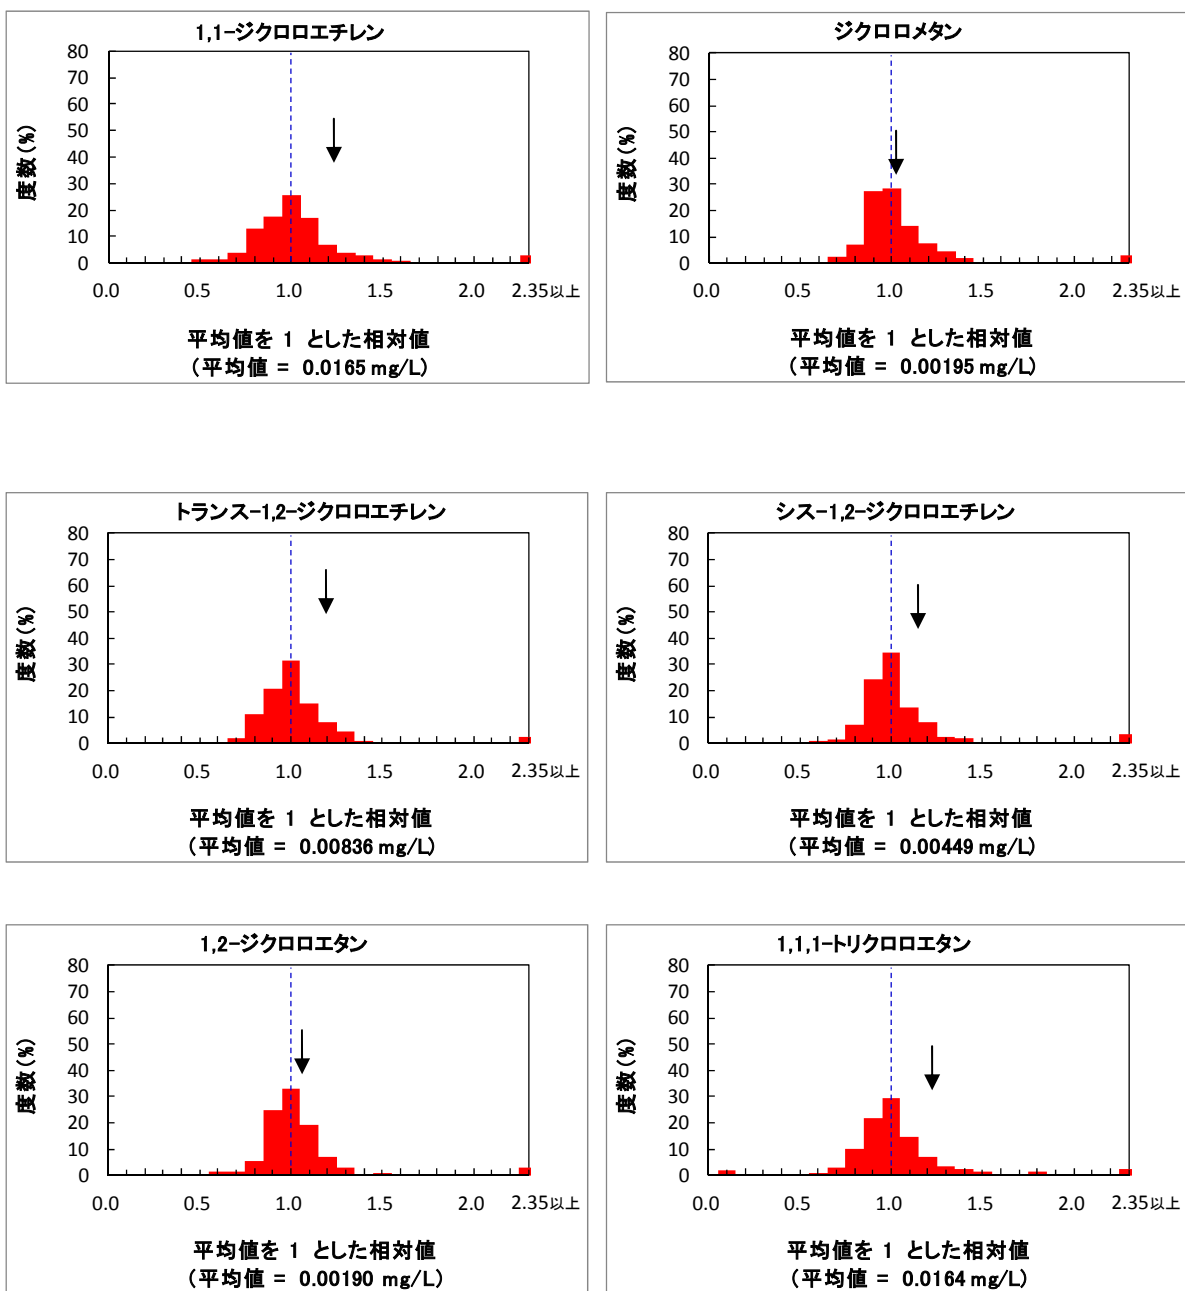 1,1-ジクロロエチレン
80
70
60
50
40
30
20
10
0
度数(%)
0.0 0.5 1.0 1.5 2.0 2.35以上
平均値を 1 とした相対値
(平均値 = 0.0165 mg/L)
ジクロロメタン
80
70
60
50
40
30
20
10
0
度数(%)
0.0 0.5 1.0 1.5 2.0 2.35以上
平均値を 1 とした相対値
(平均値 = 0.00195 mg/L)
トランス-1,2-ジクロロエチレン
80
70
60
50
40
30
20
10
0
度数(%)
0.0 0.5 1.0 1.5 2.0 2.35以上
平均値を 1 とした相対値
(平均値 = 0.00836 mg/L)
シス-1,2-ジクロロエチレン
80
70
60
50
40
30
20
10
0
度数(%)
0.0 0.5 1.0 1.5 2.0 2.35以上
平均値を 1 とした相対値
(平均値 = 0.00449 mg/L)
1,2-ジクロロエタン
80
70
60
50
40
30
20
10
0
度数(%)
0.0 0.5 1.0 1.5 2.0 2.35以上
平均値を 1 とした相対値
(平均値 = 0.00190 mg/L)
1,1,1-トリクロロエタン
80
70
60
50
40
30
20
10
0
度数(%)
0.0 0.5 1.0 1.5 2.0 2.35以上
平均値を 1 とした相対値
(平均値 = 0.0164 mg/L)